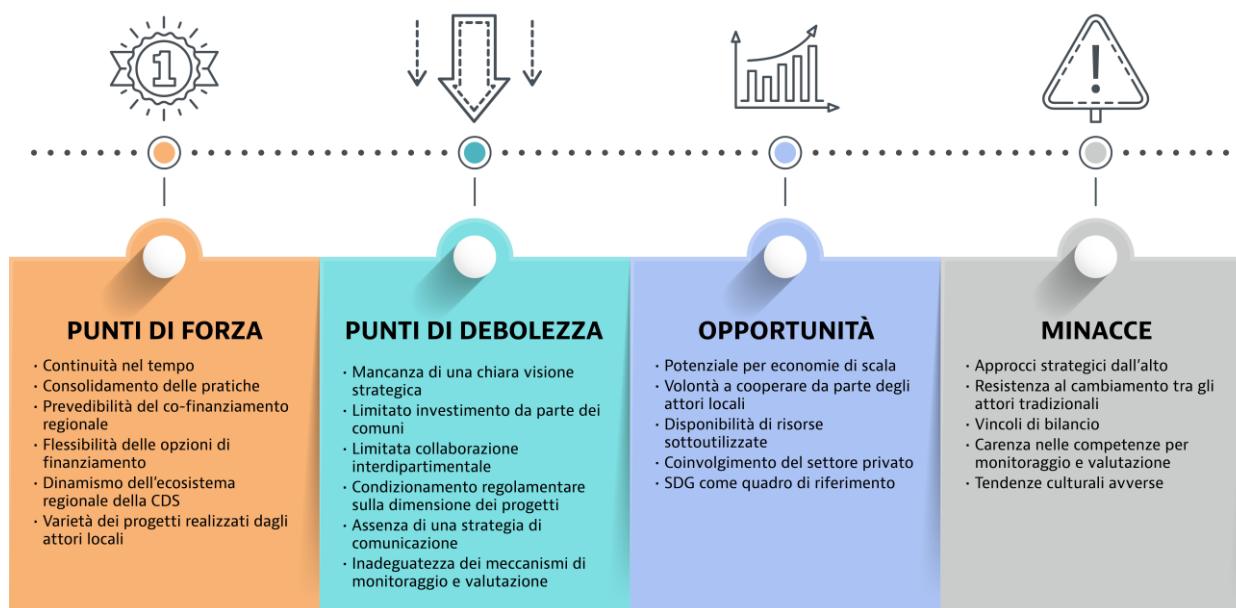 1
!
PUNTI DI FORZA
· Continuità nel tempo
· Consolidamento delle pratiche
· Prevedibilità del co-finanziamento
regionale
· Flessibilità delle opzioni di
finanziamento
· Dinamismo dell'ecosistema
regionale della CDS
· Varietà dei progetti realizzati dagli
attori locali
PUNTI DI DEBOLEZZA
· Mancanza di una chiara visione
strategica
· Limitato investimento da parte dei
comuni
· Limitata collaborazione
interdipartimentale
· Condizionamento regolamentare
sulla dimensione dei progetti
· Assenza di una strategia di
comunicazione
· Inadeguatezza dei meccanismi di
monitoraggio e valutazione
OPPORTUNITÀ
· Potenziale per economie di scala
· Volontà a cooperare da parte degli
attori locali
· Disponibilità di risorse
sottoutilizzate
· Coinvolgimento del settore privato
· SDG come quadro di riferimento
MINACCE
· Approcci strategici dall'alto
· Resistenza al cambiamento tra gli
attori tradizionali
· Vincoli di bilancio
· Carenza nelle competenze per
monitoraggio e valutazione
· Tendenze culturali avverse